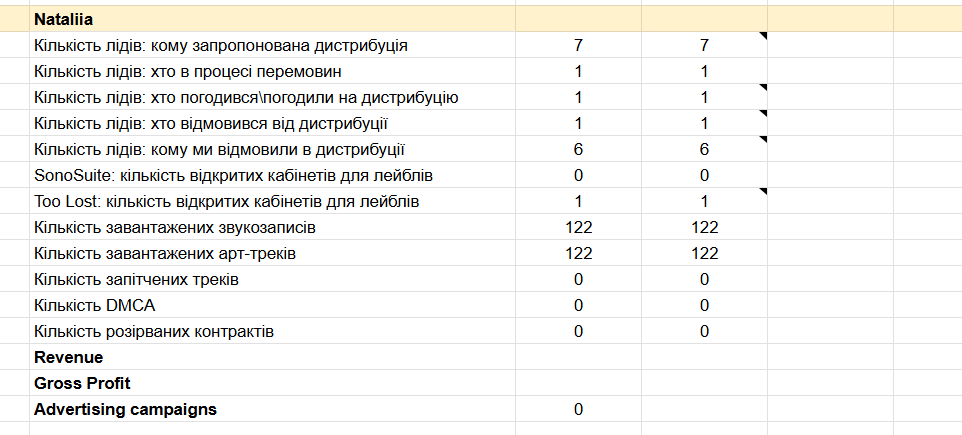 Nataliia
Кількість лідів: кому запропонована дистрибуція 7 7
Кількість лідів: хто в процесі перемовин 1 1
Кількість лідів: хто погодився\погодили на дистрибуцію 1 1
Кількість лідів: хто відмовився від дистрибуції 1 1
Кількість лідів: кому ми відмовили в дистрибуції 6 6
SonoSuite: кількість відкритих кабінетів для лейблів 0 0
Too Lost: кількість відкритих кабінетів для лейблів 1 1
Кількість завантажених звукозаписів 122 122
Кількість завантажених арт-треків 122 122
Кількість запітчених треків 0 0
Кількість DMCA 0 0
Кількість розірваних контрактів 0 0
Revenue
Gross Profit
Advertising campaigns 0